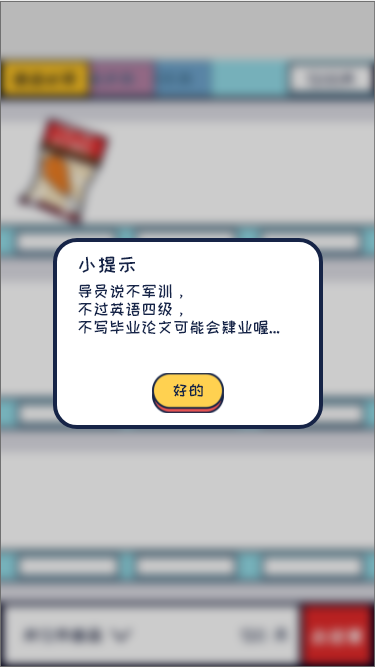 小提示
导员说不军训，
不过英语四级，
不写毕业论文可能会肄业喔...
好的